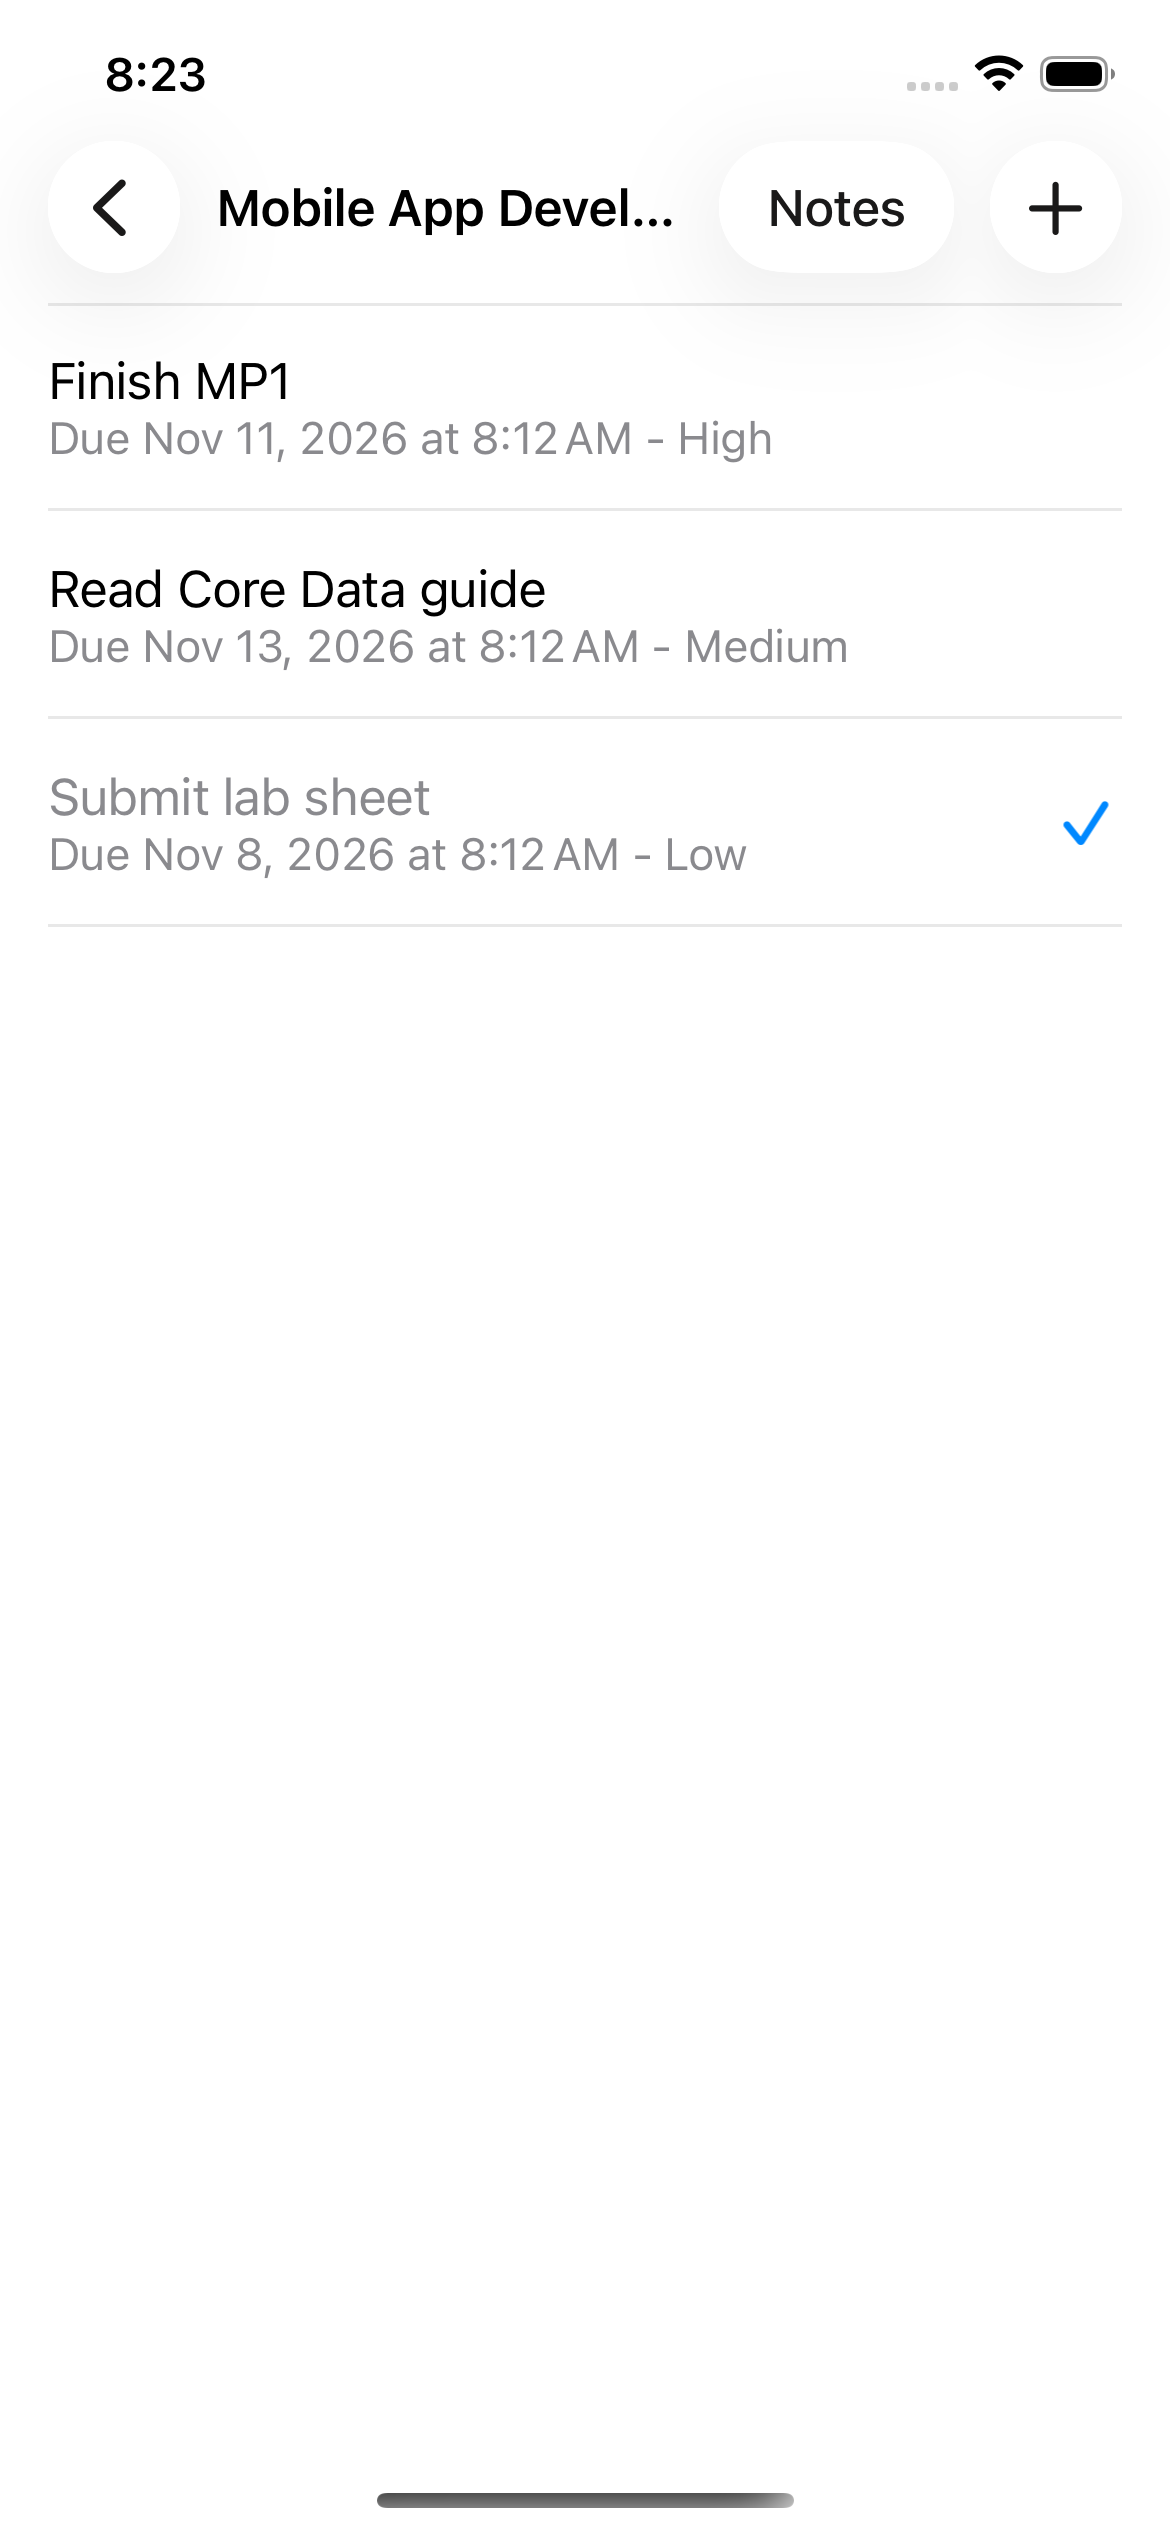 8:23
Mobile App Devel...
Notes
Finish MP1
Due Nov 11, 2026 at 8:12 AM - High
Read Core Data guide
Due Nov 13, 2026 at 8:12 AM - Medium
Submit lab sheet
Due Nov 8, 2026 at 8:12 AM - Low